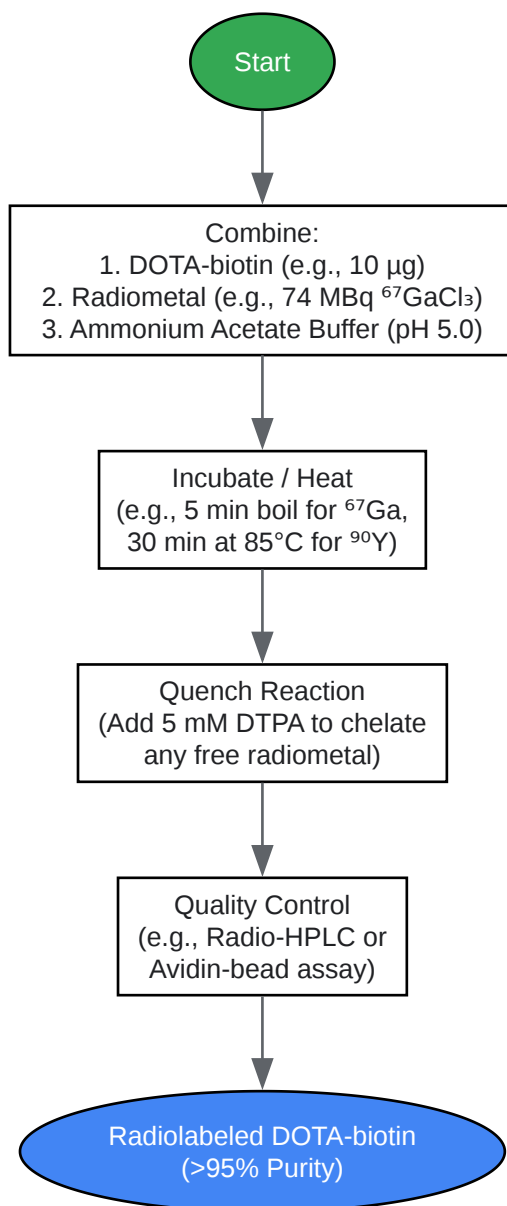 Start
Combine:
1. DOTA-biotin (e.g., 10 µg)
2. Radiometal (e.g., 74 MBq ⁶⁷GaCl₃)
3. Ammonium Acetate Buffer (pH 5.0)
Incubate / Heat
(e.g., 5 min boil for ⁶⁷Ga,
30 min at 85°C for ⁹⁰Y)
Quench Reaction
(Add 5 mM DTPA to chelate
any free radiometal)
Quality Control
(e.g., Radio-HPLC or
Avidin-bead assay)
Radiolabeled DOTA-biotin
(>95% Purity)